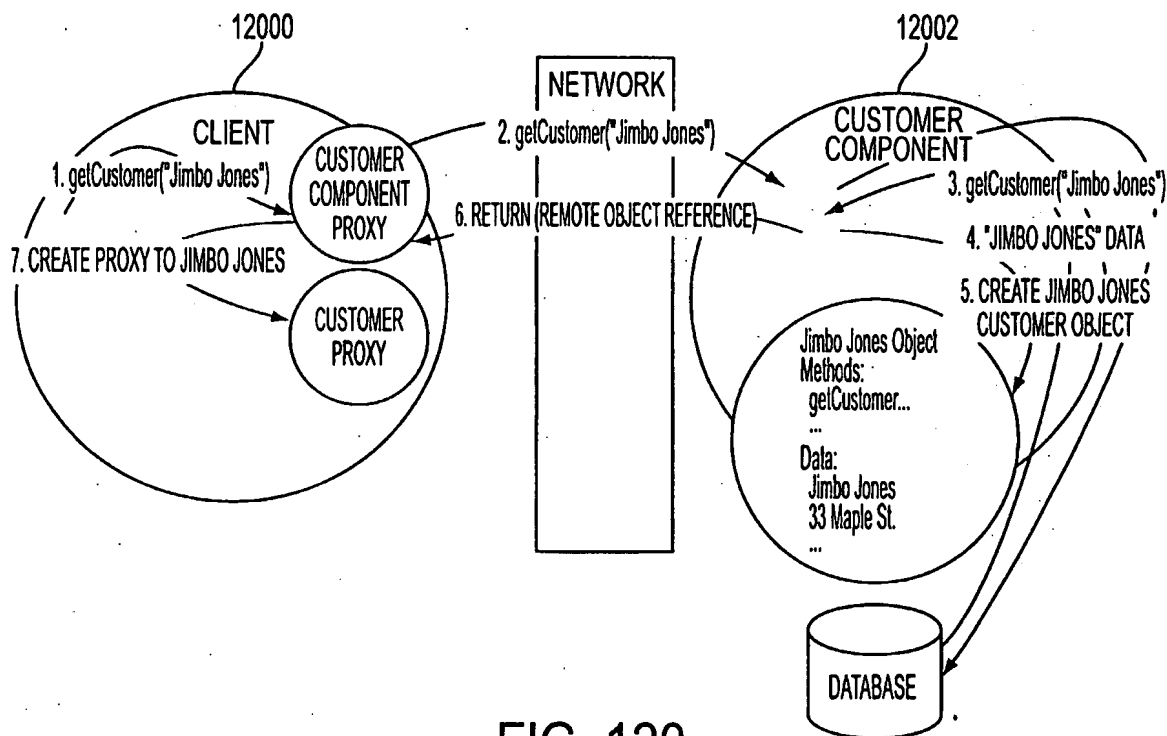 12000
12002
NETWORK
CLIENT
1. getCustomer("Jimbo Jones")
CUSTOMER
COMPONENT
PROXY
2. getCustomer("Jimbo Jones")
CUSTOMER
COMPONENT
3. getCustomer("Jimbo Jones")
6. RETURN (REMOTE OBJECT REFERENCE)
4. "JIMBO JONES" DATA
7. CREATE PROXY TO JIMBO JONES
5. CREATE JIMBO JONES
CUSTOMER OBJECT
CUSTOMER
PROXY
Jimbo Jones Object
Methods:
getCustomer...
...
Data:
Jimbo Jones
33 Maple St.
...
DATABASE
FIG. 120